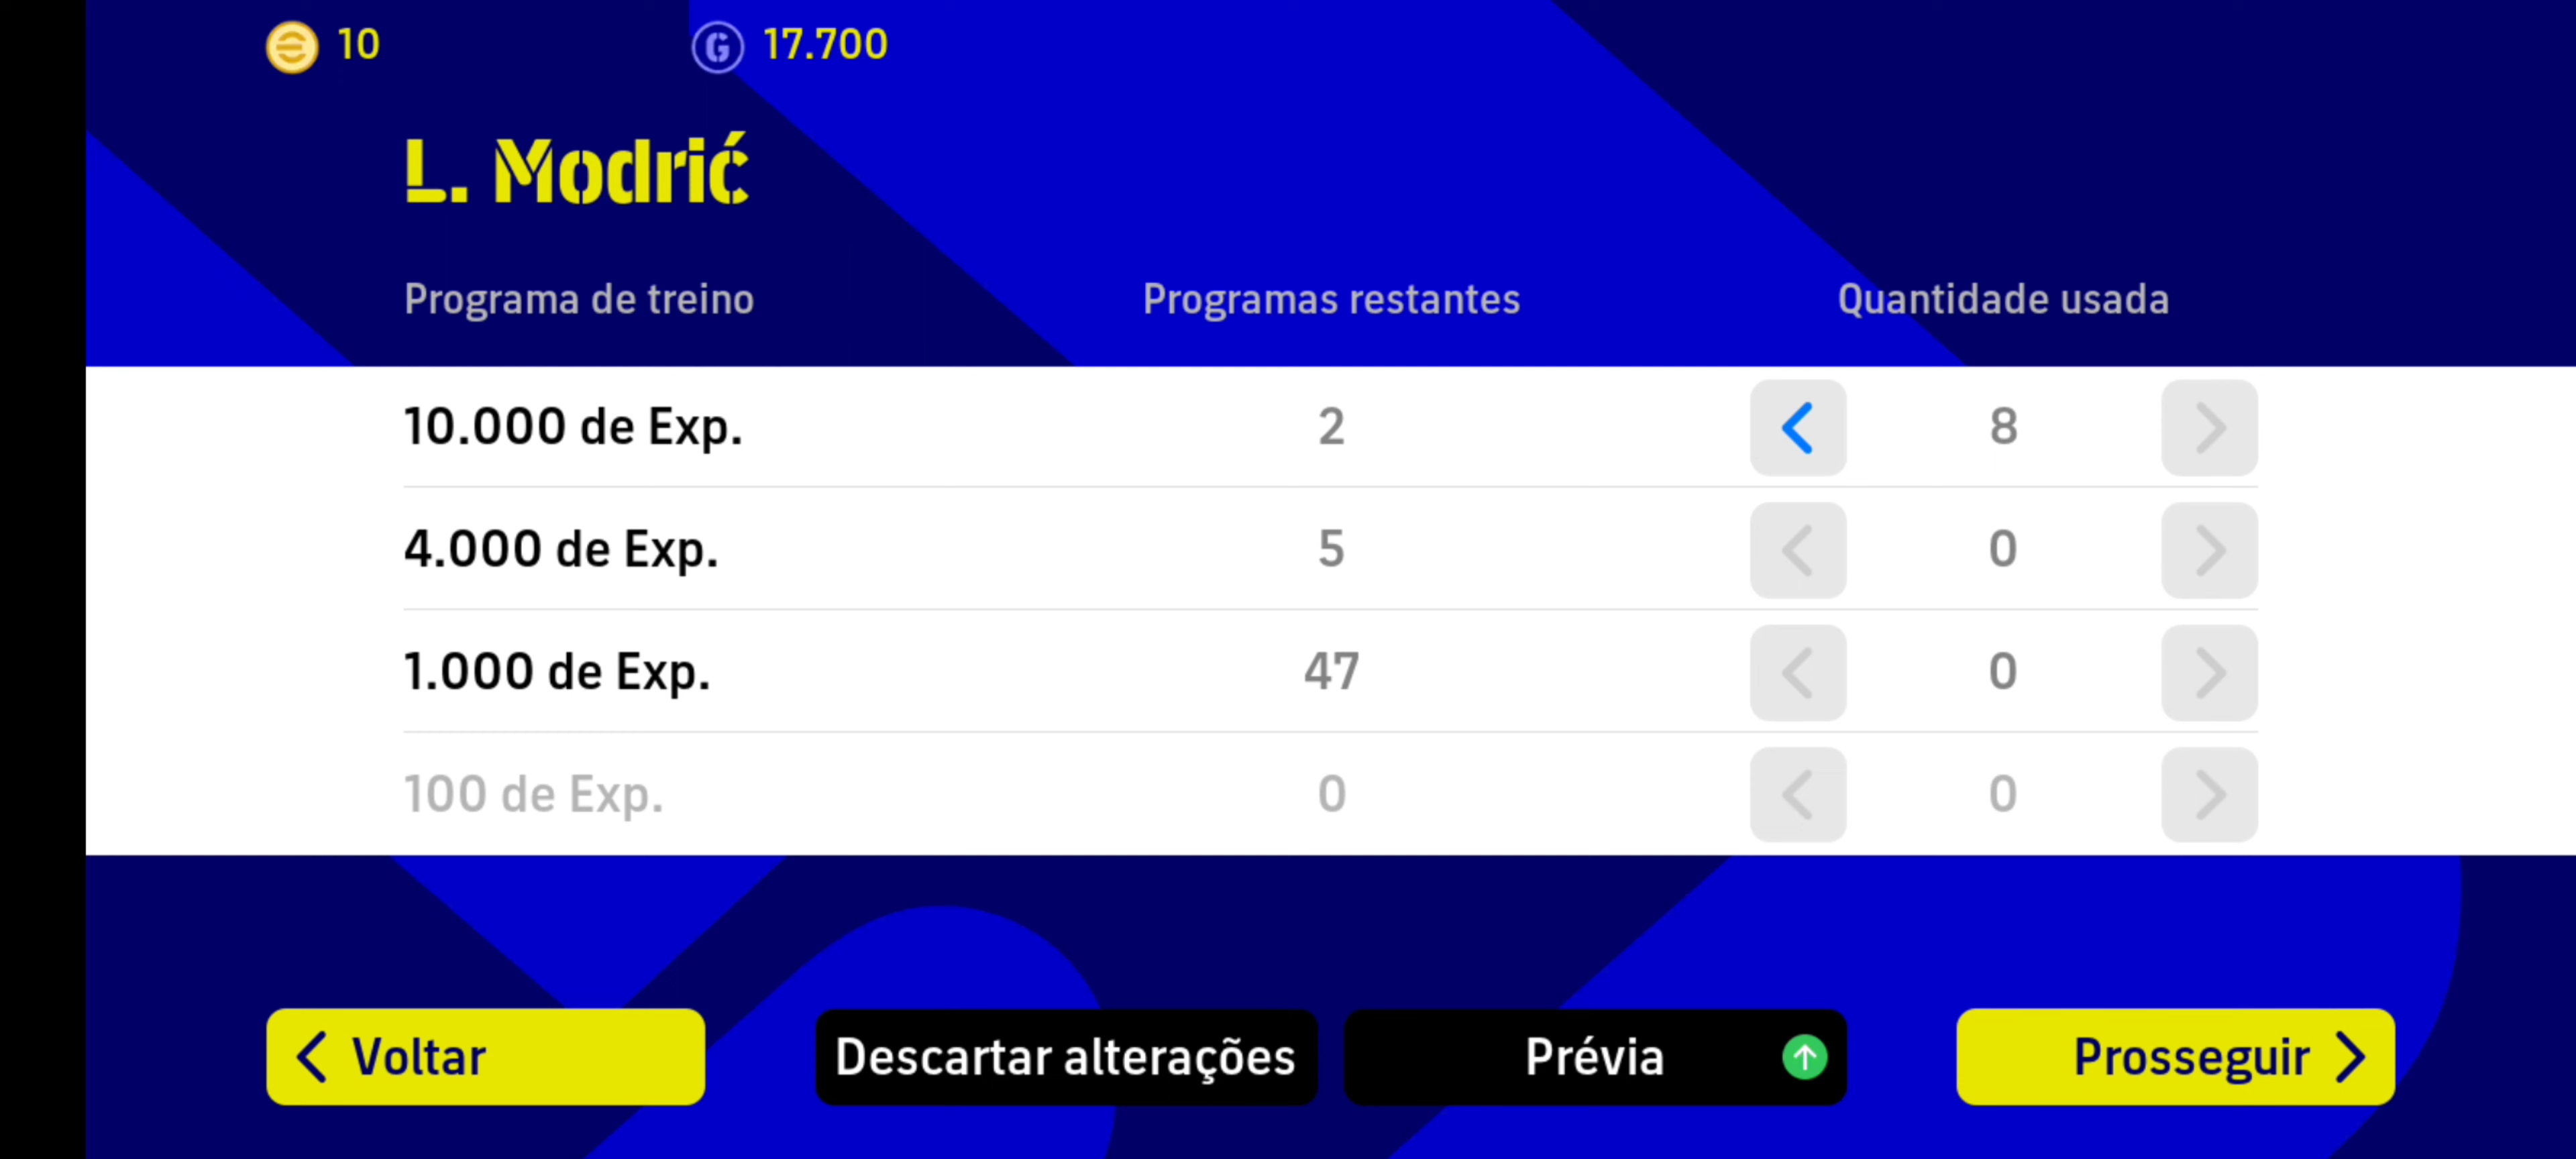 10 17.700
L. Modrić
Programa de treino Programas restantes Quantidade usada
10.000 de Exp. 2 8
4.000 de Exp. 5 0
1.000 de Exp. 47 0
100 de Exp. 0 0
Voltar Descartar alterações Prévia Prosseguir